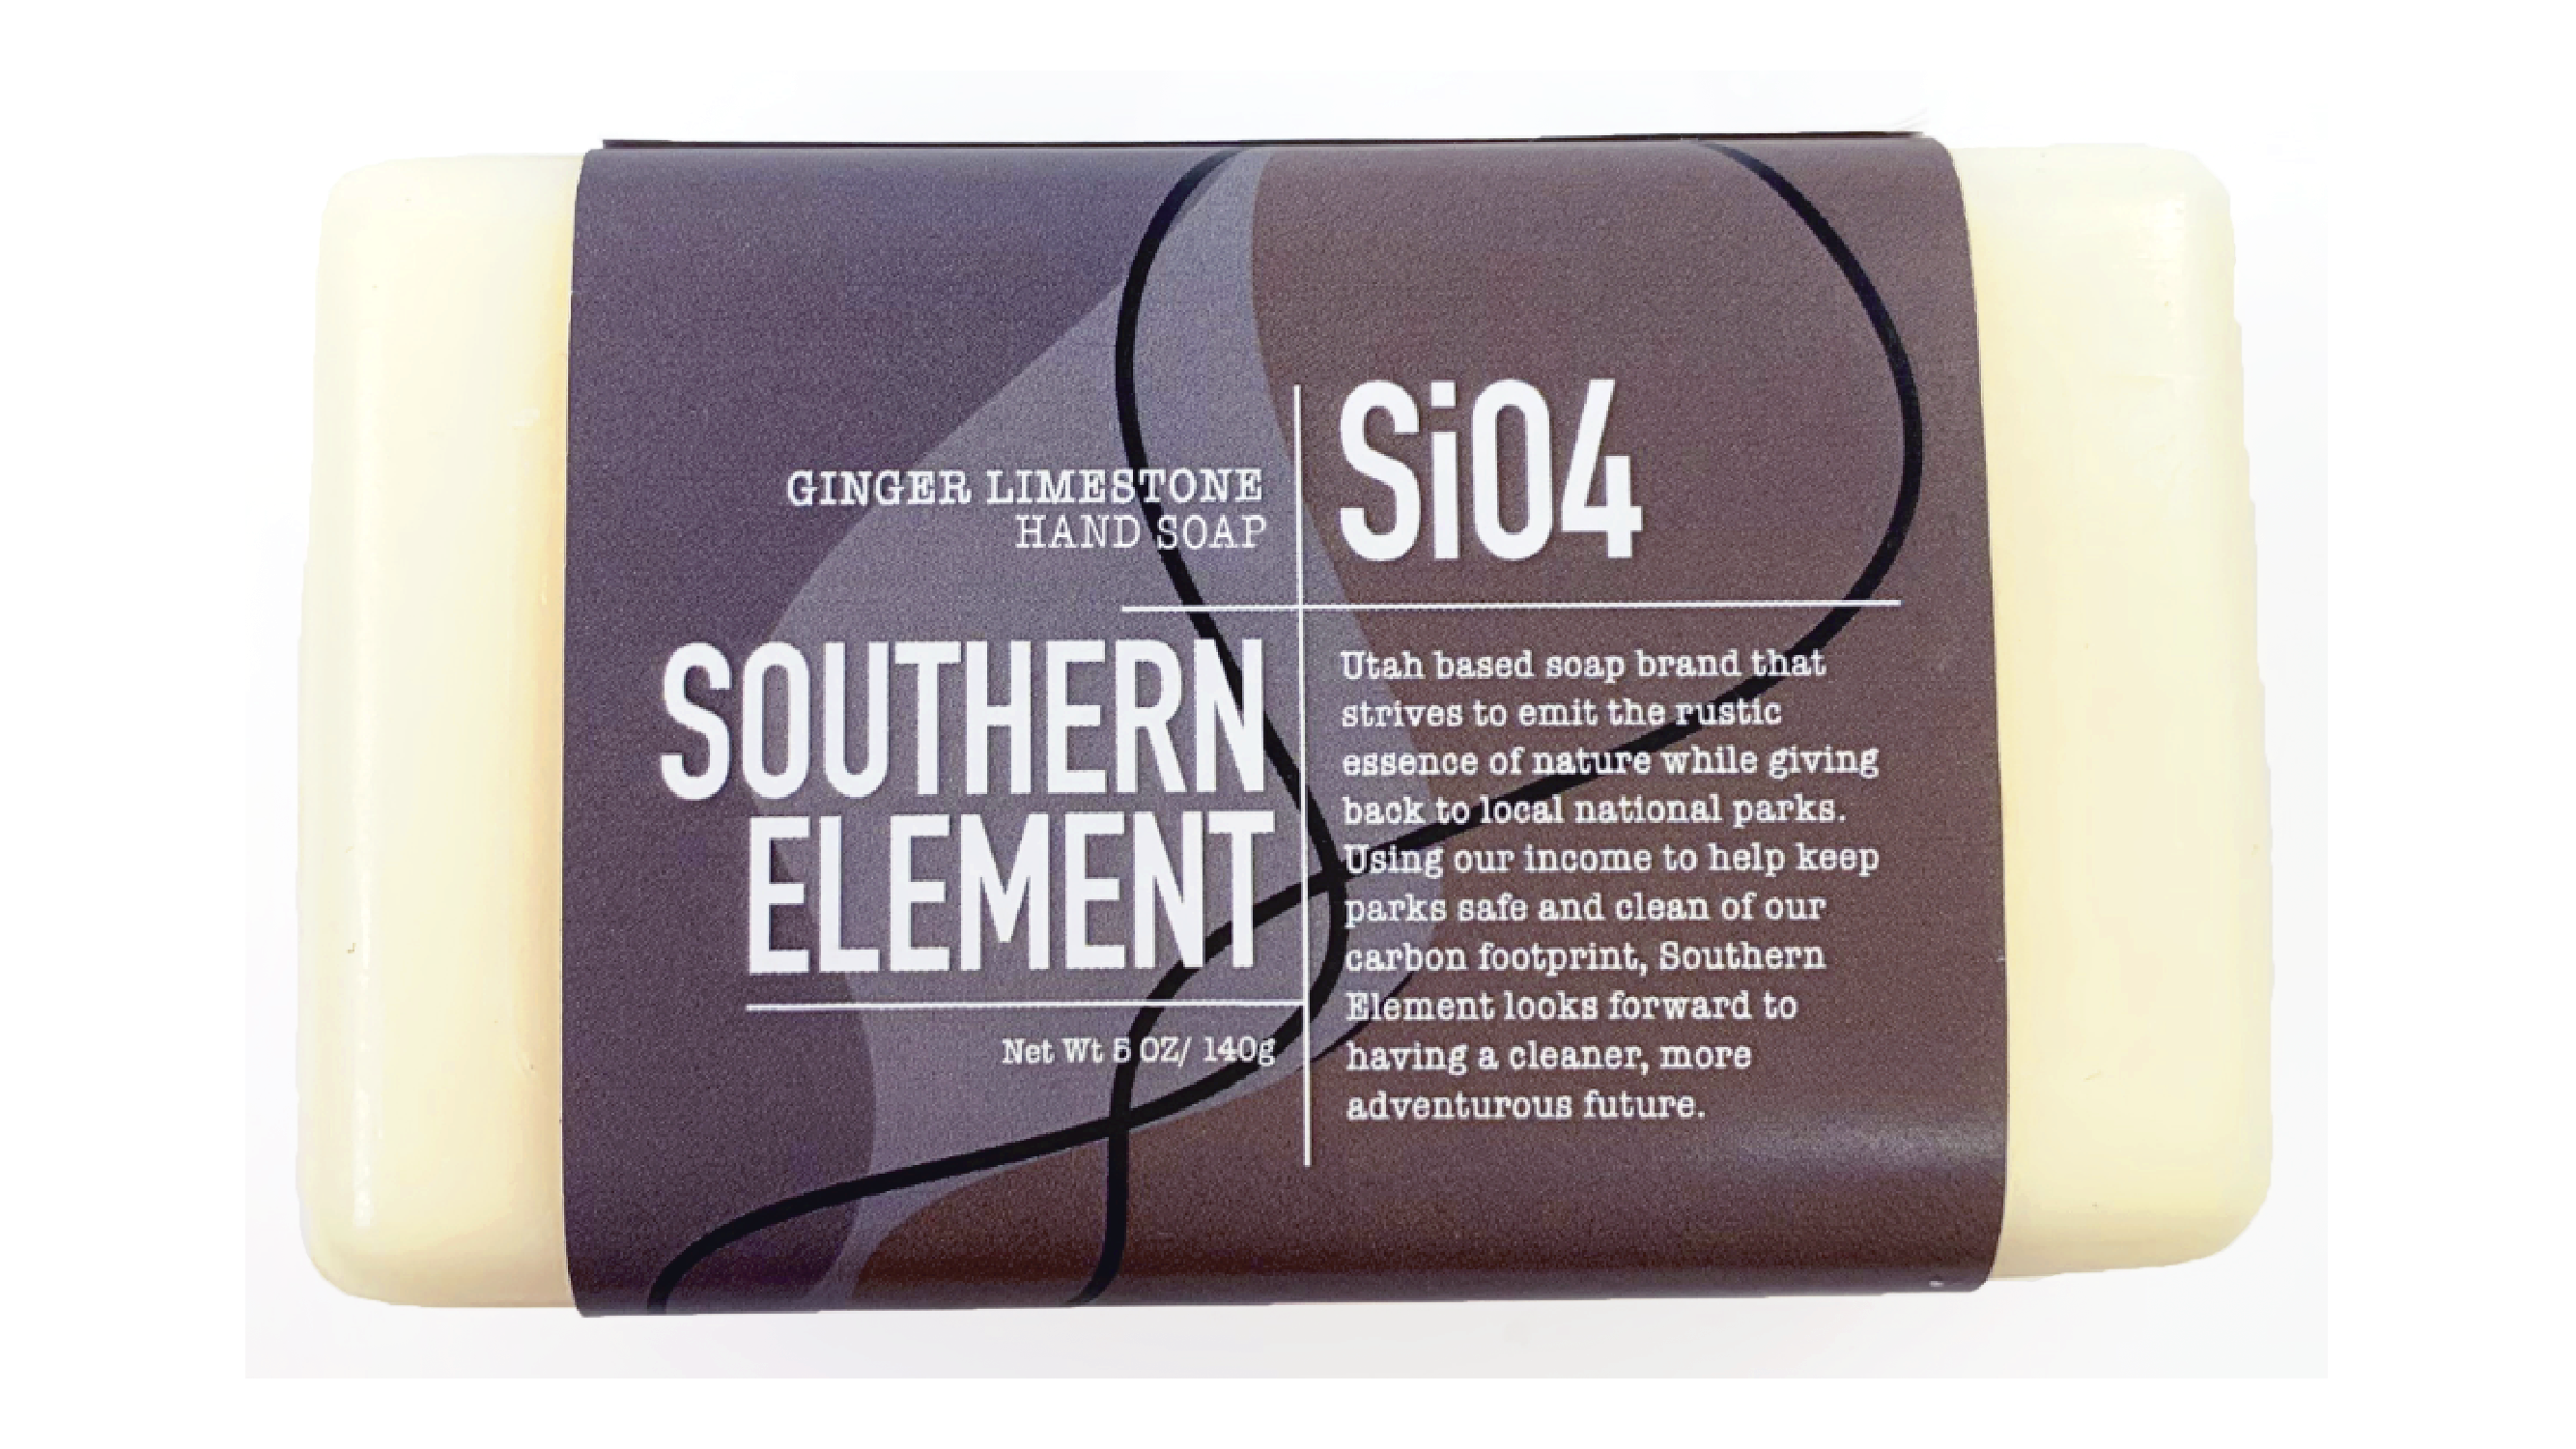 GINGER LIMESTONE
HAND SOAP
SOUTHERN
ELEMENT
Net Wt 5 OZ/ 140g
SiO4
Utah based soap brand that
strives to emit the rustic
essence of nature while giving
back to local national parks.
Using our income to help keep
parks safe and clean of our
carbon footprint, Southern
Element looks forward to
having a cleaner, more
adventurous future.